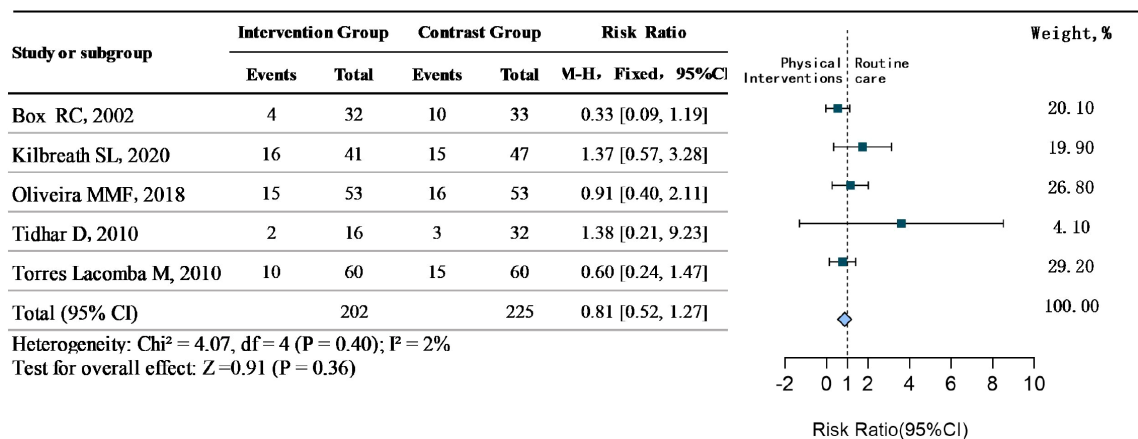 Study or subgroup Intervention Group Contrast Group Risk Ratio Weight,%
Events Total Events Total M-H, Fixed, 95%CI Physical Interventions Routine care
Box RC, 2002 4 32 10 33 0.33 [0.09, 1.19] 20.10
Kilbreath SL, 2020 16 41 15 47 1.37 [0.57, 3.28] 19.90
Oliveira MMF, 2018 15 53 16 53 0.91 [0.40, 2.11] 26.80
Tidhar D, 2010 2 16 3 32 1.38 [0.21, 9.23] 4.10
Torres Lacomba M, 2010 10 60 15 60 0.60 [0.24, 1.47] 29.20
Total (95% CI) 202 225 0.81 [0.52, 1.27] 100.00
Heterogeneity: Chi² = 4.07, df = 4 (P = 0.40); I² = 2%
Test for overall effect: Z =0.91 (P = 0.36)
-2 0 1 2 4 6 8 10
Risk Ratio(95%CI)